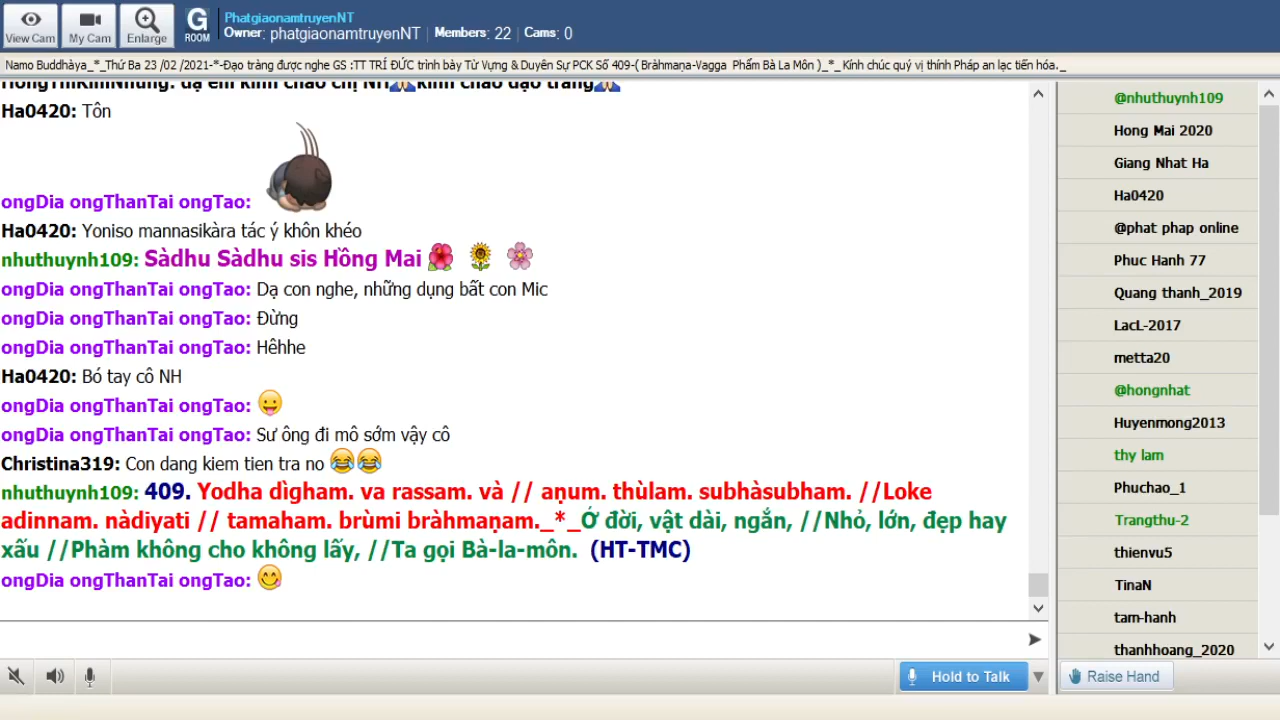 View Cam
My Cam
Enlarge
G
ROOM
PhatgiaonamtruyenNT
Owner: phatgiaonamtruyenNT | Members: 22 | Cams: 0
Namo Buddhàya_*_Thứ Ba 23 /02 /2021-*-Đạo tràng được nghe GS :TT TRÍ ĐỨC trình bày Từ Vựng & Duyên Sự PCK Số 409-( Bràhmaṇa-Vagga Phẩm Bà La Môn )_*_ Kính chúc quý vị thính Pháp an lạc tiến hóa._
HongThiKimNhung: dạ em kính chào chị NH kính chào đạo tràng
Ha0420: Tôn
ongDia ongThanTai ongTao:
Ha0420: Yoniso mannasikàra tác ý khôn khéo
nhuthuynh109: Sàdhu Sàdhu sis Hồng Mai
ongDia ongThanTai ongTao: Dạ con nghe, những dụng bất con Mic
ongDia ongThanTai ongTao: Đừng
ongDia ongThanTai ongTao: Hêhhe
Ha0420: Bó tay cô NH
ongDia ongThanTai ongTao:
ongDia ongThanTai ongTao: Sư ông đi mô sớm vậy cô
Christina319: Con dang kiem tien tra no
nhuthuynh109: 409. Yodha dìgham. va rassam. và // aṇum. thùlam. subhàsubham. //Loke
adinnam. nàdiyati // tamaham. brùmi bràhmaṇam._*_Ở đời, vật dài, ngắn, //Nhỏ, lớn, đẹp hay
xấu //Phàm không cho không lấy, //Ta gọi Bà-la-môn. (HT-TMC)
ongDia ongThanTai ongTao:
Hold to Talk
@nhuthuynh109
Hong Mai 2020
Giang Nhat Ha
Ha0420
@phat phap online
Phuc Hanh 77
Quang thanh_2019
LacL-2017
metta20
@hongnhat
Huyenmong2013
thy lam
Phuchao_1
Trangthu-2
thienvu5
TinaN
tam-hanh
thanhhoang_2020
Raise Hand